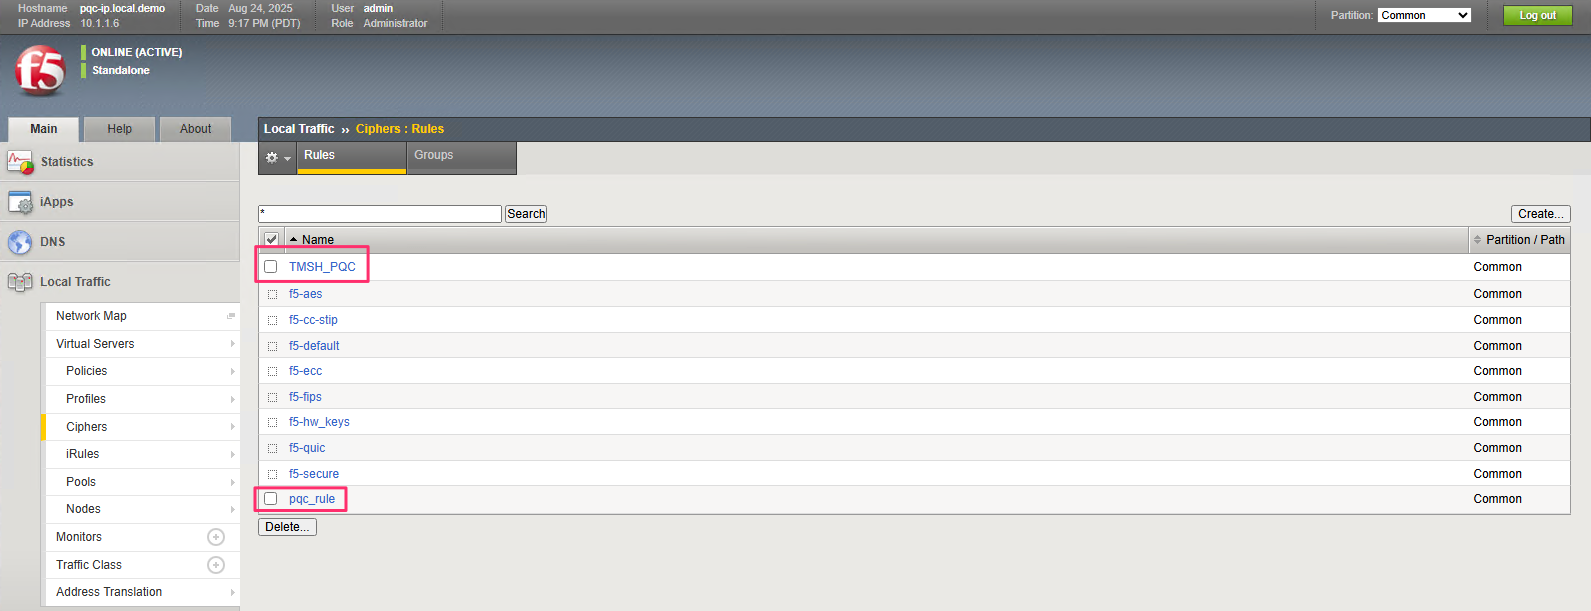 Hostname pqc-ip.local.demo Date Aug 24, 2025 User admin
IP Address 10.1.1.6 Time 9:17 PM (PDT) Role Administrator
Partition: Common Log out
f5
ONLINE (ACTIVE)
Standalone
Main Help About
Local Traffic ›› Ciphers : Rules
Rules Groups
Statistics
iApps
DNS
Local Traffic
Network Map
Virtual Servers
Policies
Profiles
Ciphers
iRules
Pools
Nodes
Monitors
Traffic Class
Address Translation
* Search Create...
Name Partition / Path
TMSH_PQC Common
f5-aes Common
f5-cc-stip Common
f5-default Common
f5-ecc Common
f5-fips Common
f5-hw_keys Common
f5-quic Common
f5-secure Common
pqc_rule Common
Delete...